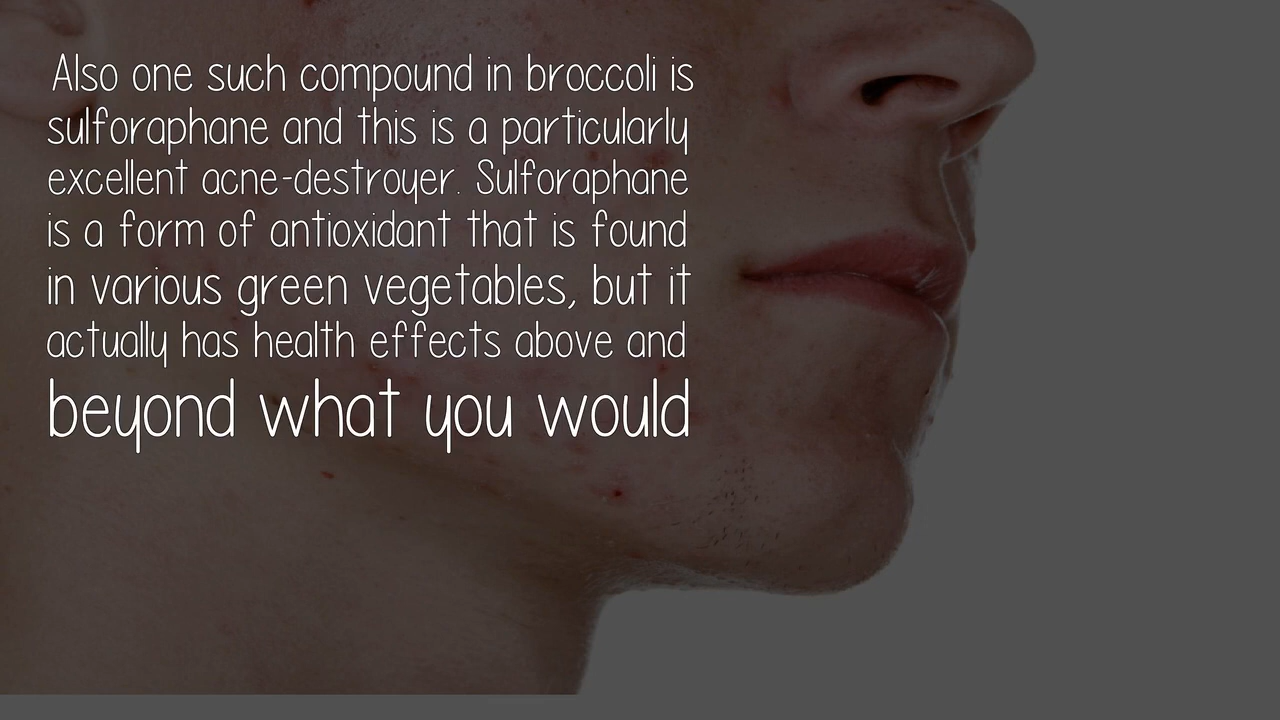 Also one such compound in broccoli is
sulforaphane and this is a particularly
excellent acne-destroyer. Sulforaphane
is a form of antioxidant that is found
in various green vegetables, but it
actually has health effects above and
beyond what you would